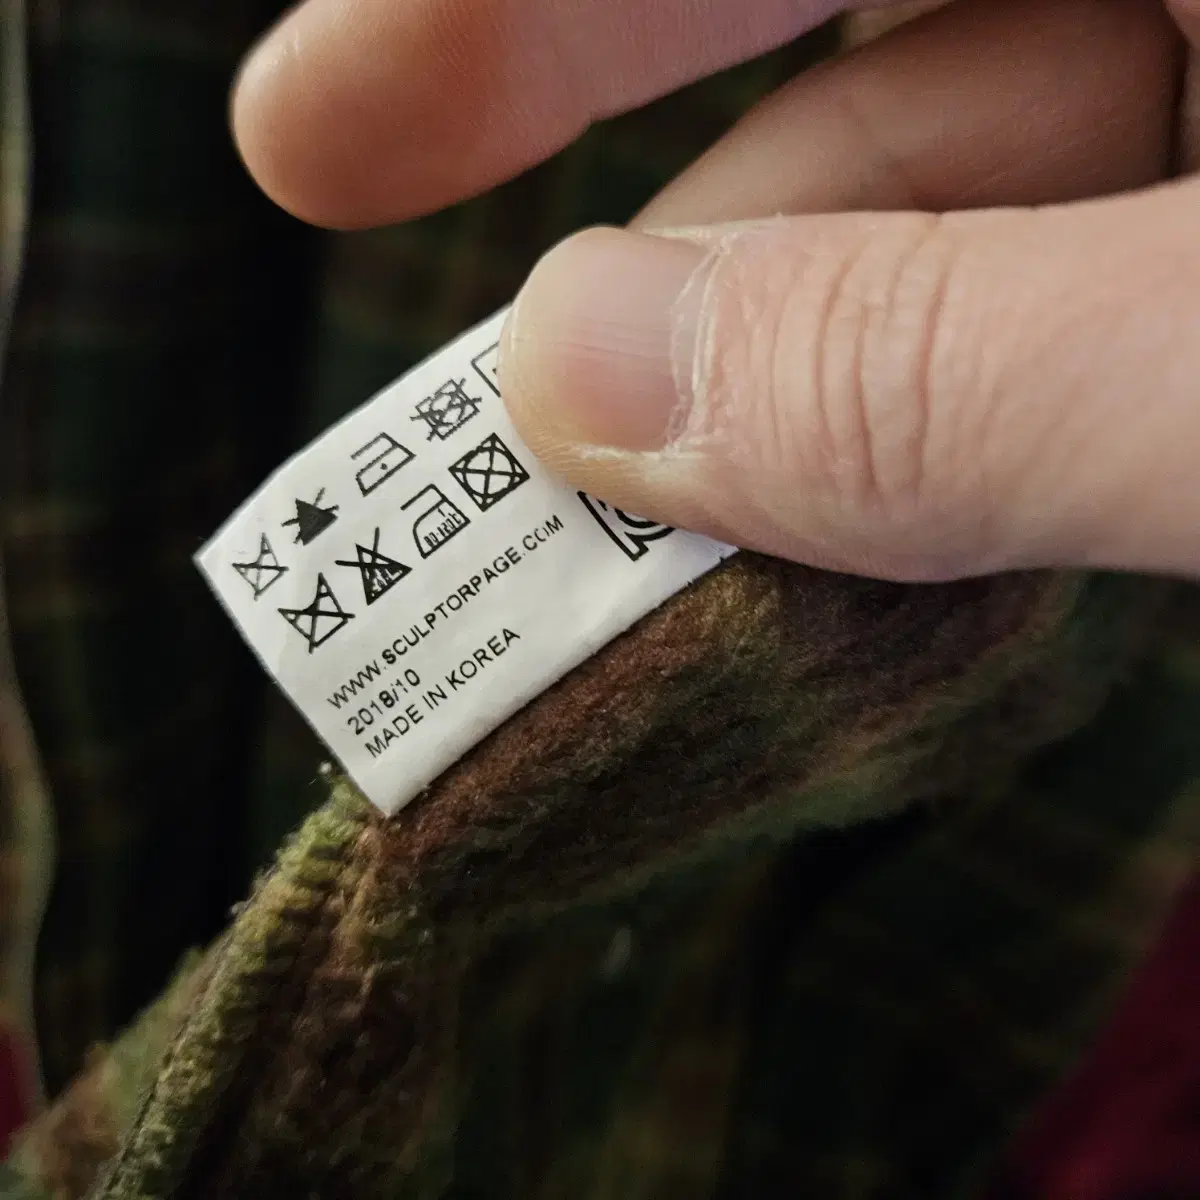 WWW.SCULPTORPAGE.COM
2018/10
MADE IN KOREA